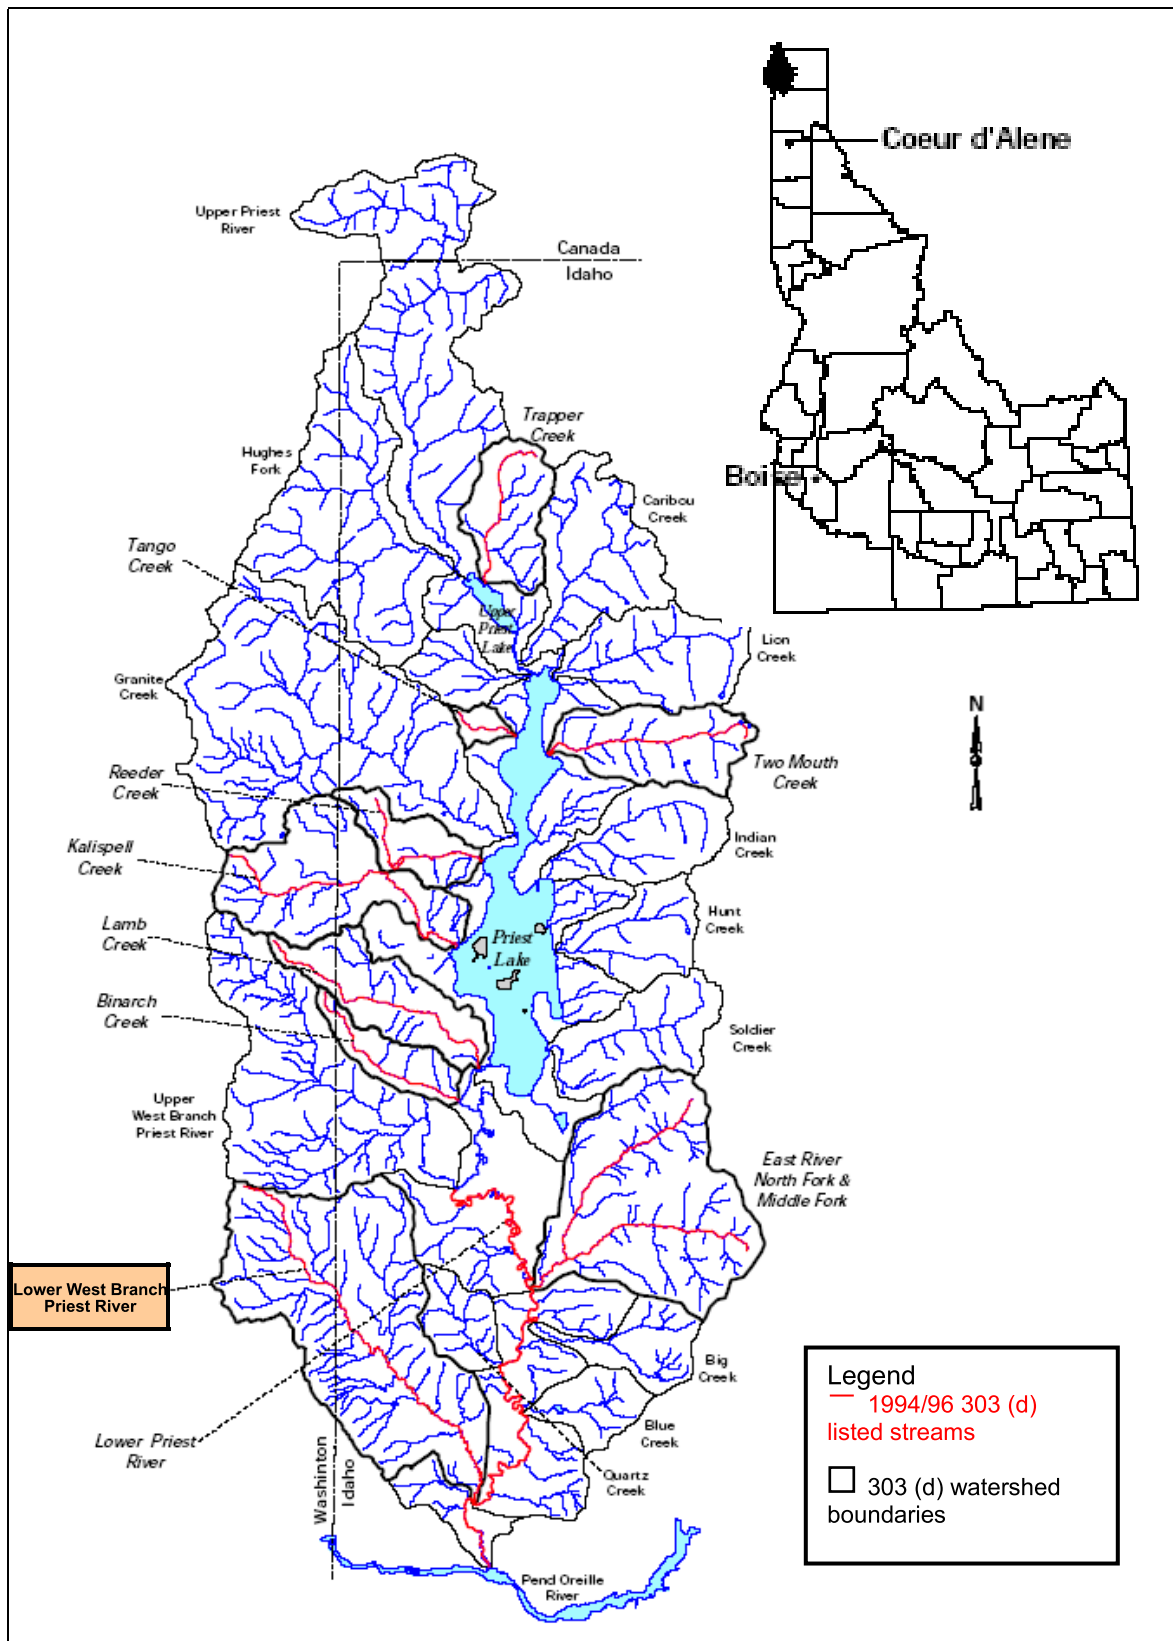 Coeur d'Alene
Boise
Upper Priest
River
Canada
Idaho
Trapper
Creek
Hughes
Fork
Caribou
Creek
Tango
Creek
Upper
Priest
Lake
Lion
Creek
Granite
Creek
N
Two Mouth
Creek
Reeder
Creek
Indian
Creek
Kalispell
Creek
Hunt
Creek
Lamb
Creek
Priest
Lake
Binarch
Creek
Soldier
Creek
Upper
West Branch
Priest River
East River
North Fork &
Middle Fork
Lower West Branch
Priest River
Big
Creek
Blue
Creek
Lower Priest
River
Quartz
Creek
Washinton
Idaho
Pend Oreille
River
Legend
1994/96 303 (d)
listed streams
303 (d) watershed
boundaries